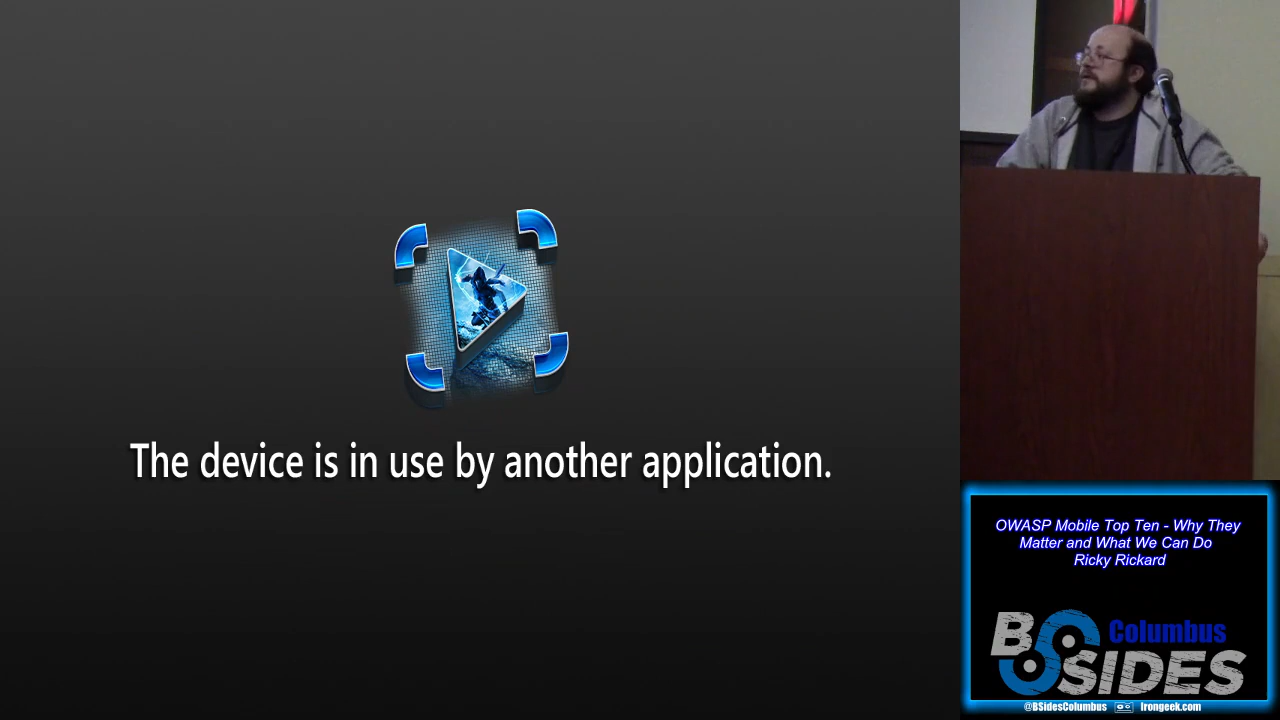 The device is in use by another application.
OWASP Mobile Top Ten - Why They
Matter and What We Can Do
Ricky Rickard
BSIDES
Columbus
@BSidesColumbus
Irongeek.com